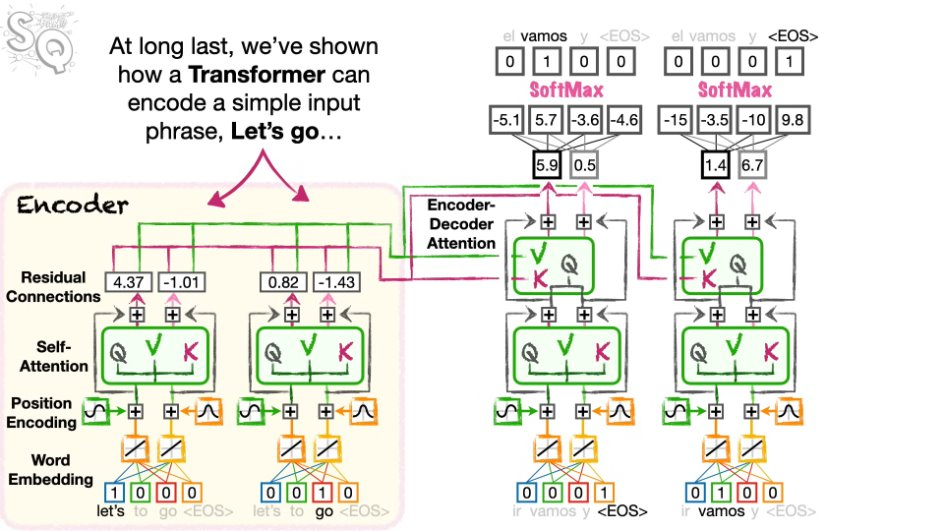 SQ
At long last, we've shown
how a Transformer can
encode a simple input
phrase, Let's go…
el vamos y <EOS>
0 1 0 0
SoftMax
-5.1 5.7 -3.6 -4.6
5.9 0.5
el vamos y <EOS>
0 0 0 1
SoftMax
-15 -3.5 -10 9.8
1.4 6.7
Encoder
Encoder-
Decoder
Attention
V
K
Q
V
K
Q
Residual
Connections
4.37 -1.01
0.82 -1.43
+ +
+ +
+ +
+ +
+ +
+ +
Self-
Attention
Q V K
Q V K
Q V K
Q V K
Position
Encoding
+ +
+ +
+ +
+ +
Word
Embedding
1 0 0 0
let's to go <EOS>
0 0 1 0
let's to go <EOS>
0 0 0 1
ir vamos y <EOS>
0 1 0 0
ir vamos y <EOS>